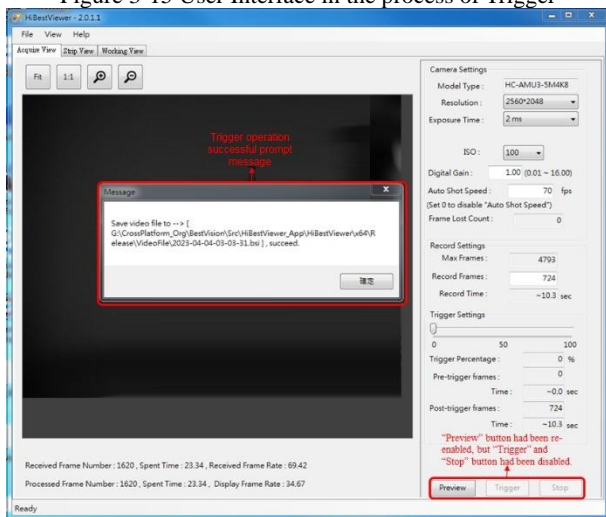 Figure 3-13 User Interface in the process of Trigger
HiBestViewer - 2.0.1.1
File View Help
Acquire View Strip View Working View
Fit 1:1
Trigger operation
successful prompt
message
Message
Save video file to --> [
G:\CrossPlatform_Org\BestVision\Src\HiBestViewer_App\HiBestViewer\x64\R
elease\VideoFile\2023-04-04-03-03-31.bsi ] , succeed.
確定
Camera Settings
Model Type : HC-AMU3-5M4K8
Resolution : 2560*2048
Exposure Time : 2 ms
ISO : 100
Digital Gain : 1.00 (0.01 ~ 16.00)
Auto Shot Speed : 70 fps
(Set 0 to disable "Auto Shot Speed")
Frame Lost Count : 0
Record Settings
Max Frames : 4793
Record Frames : 724
Record Time : ~10.3 sec
Trigger Settings
0 50 100
Trigger Percentage : 0 %
Pre-trigger frames : 0
Time : ~0.0 sec
Post-trigger frames : 724
Time : ~10.3 sec
"Preview" button had been re-
enabled, but "Trigger" and
"Stop" button had been disabled.
Preview Trigger Stop
Received Frame Number : 1620 , Spent Time : 23.34 , Received Frame Rate : 69.42
Processed Frame Number : 1620 , Spent Time : 23.34 , Display Frame Rate : 34.67
Ready